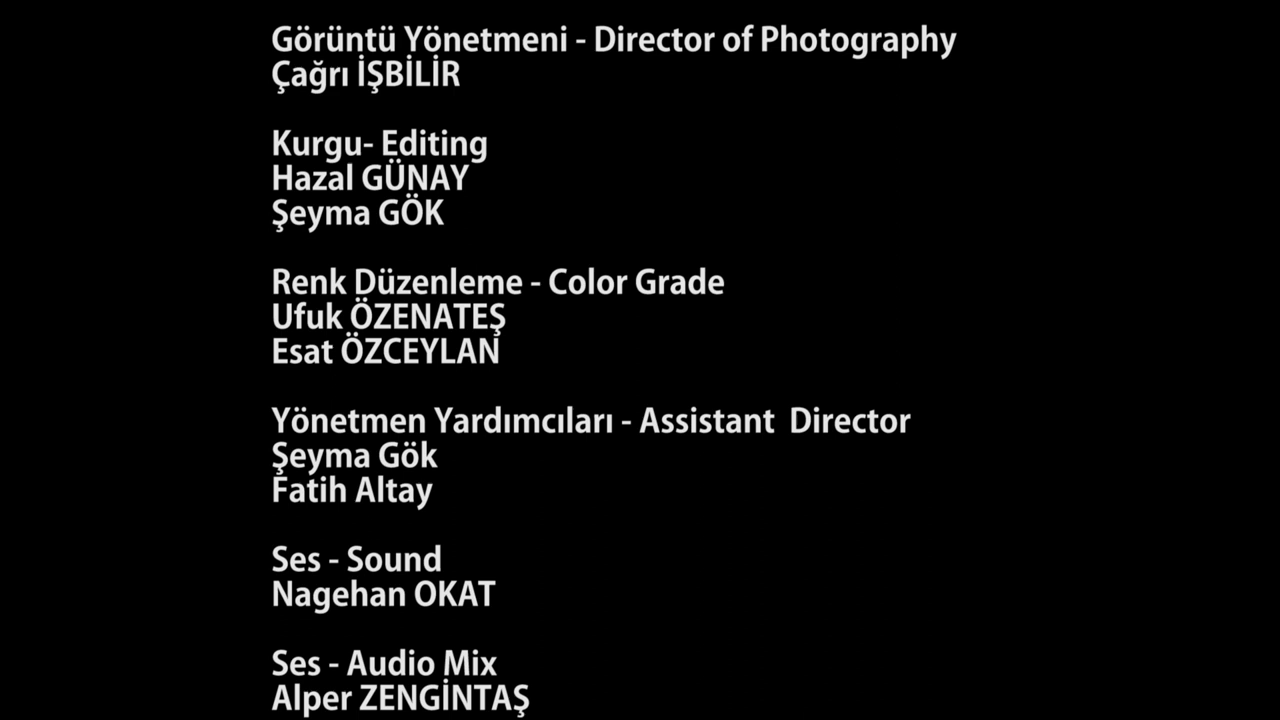 Görüntü Yönetmeni - Director of Photography
Çağrı İŞBİLİR
Kurgu- Editing
Hazal GÜNAY
Şeyma GÖK
Renk Düzenleme - Color Grade
Ufuk ÖZENATEŞ
Esat ÖZCEYLAN
Yönetmen Yardımcıları - Assistant  Director
Şeyma Gök
Fatih Altay
Ses - Sound
Nagehan OKAT
Ses - Audio Mix
Alper ZENGİNTAŞ